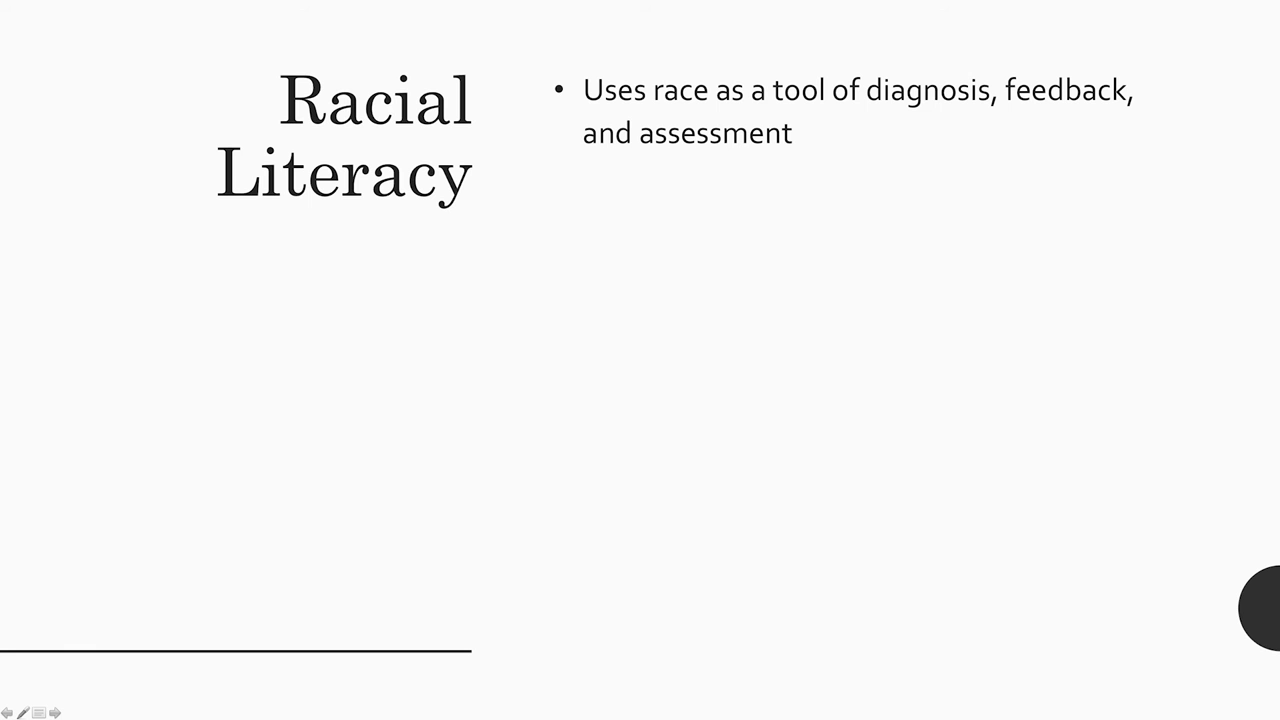 Racial
Literacy
• Uses race as a tool of diagnosis, feedback,
and assessment